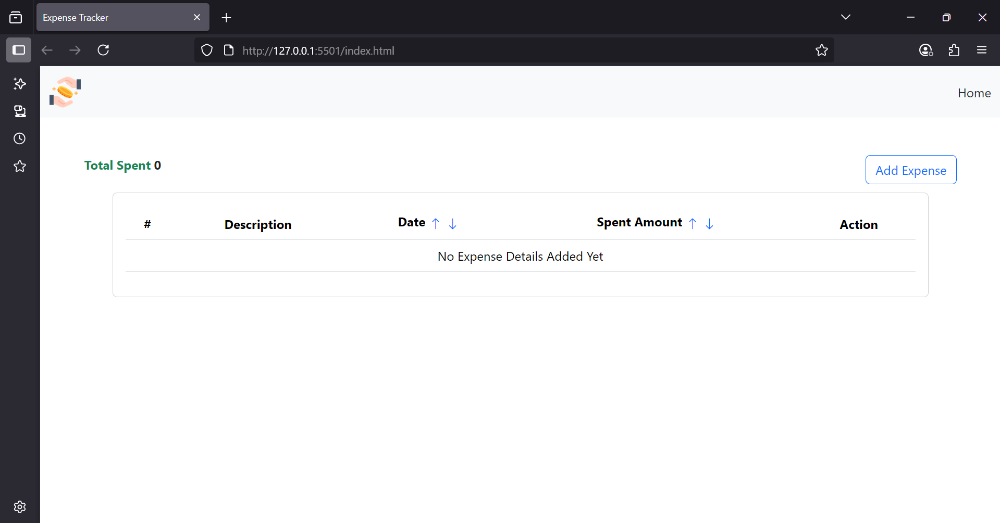 Expense Tracker
http://127.0.0.1:5501/index.html
Home
Total Spent 0
Add Expense
# Description Date ↑ ↓ Spent Amount ↑ ↓ Action
No Expense Details Added Yet